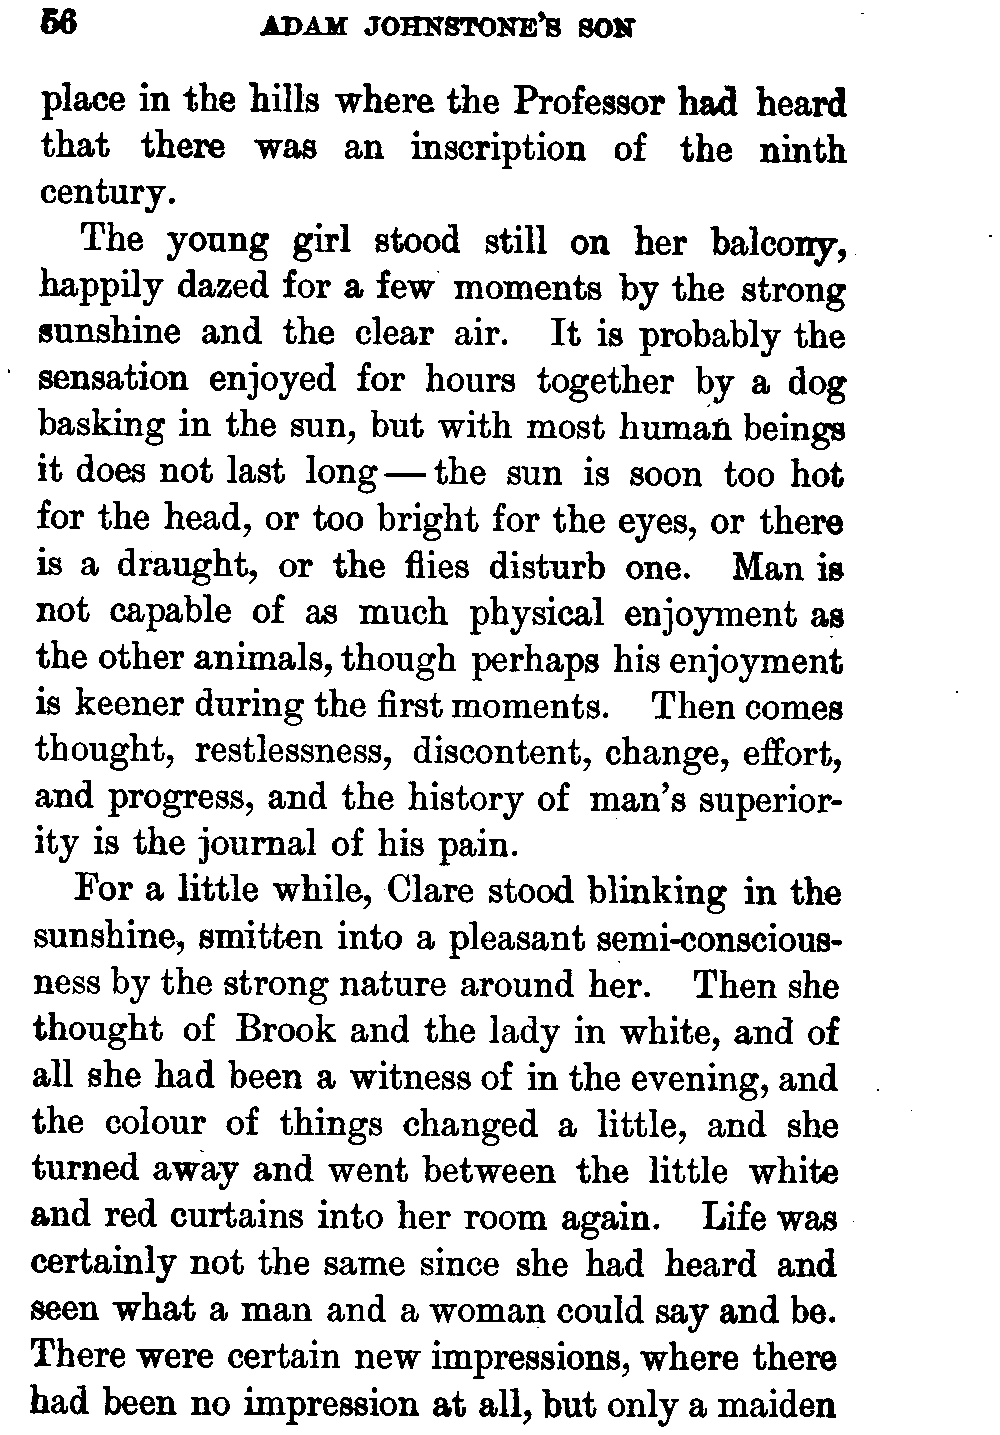 56 ADAM JOHNSTONE'S SON
place in the hills where the Professor had heard
that there was an inscription of the ninth
century.
The young girl stood still on her balcony,
happily dazed for a few moments by the strong
sunshine and the clear air. It is probably the
sensation enjoyed for hours together by a dog
basking in the sun, but with most human beings
it does not last long—the sun is soon too hot
for the head, or too bright for the eyes, or there
is a draught, or the flies disturb one. Man is
not capable of as much physical enjoyment as
the other animals, though perhaps his enjoyment
is keener during the first moments. Then comes
thought, restlessness, discontent, change, effort,
and progress, and the history of man's superior-
ity is the journal of his pain.
For a little while, Clare stood blinking in the
sunshine, smitten into a pleasant semi-conscious-
ness by the strong nature around her. Then she
thought of Brook and the lady in white, and of
all she had been a witness of in the evening, and
the colour of things changed a little, and she
turned away and went between the little white
and red curtains into her room again. Life was
certainly not the same since she had heard and
seen what a man and a woman could say and be.
There were certain new impressions, where there
had been no impression at all, but only a maiden